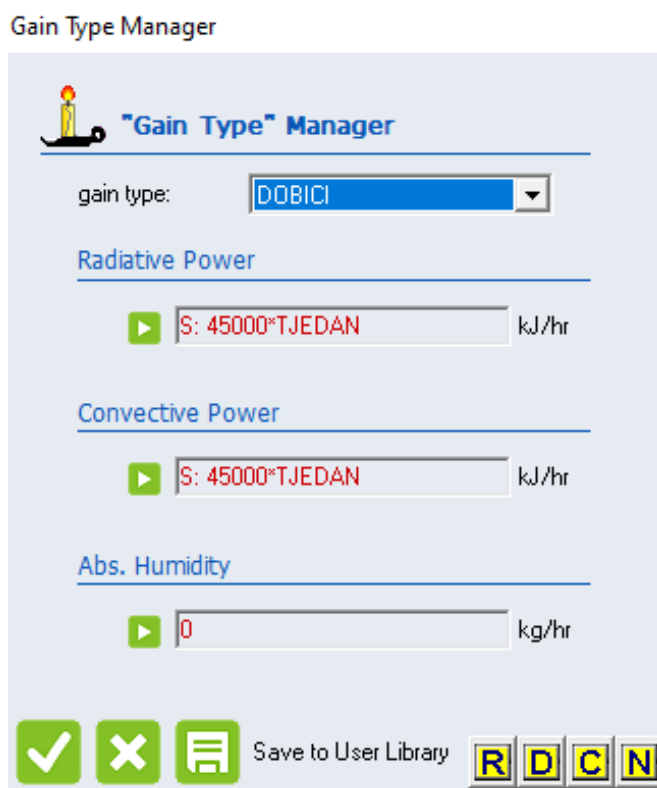 Gain Type Manager
"Gain Type" Manager
gain type: DOBICI
Radiative Power
S: 45000*TJEDAN kJ/hr
Convective Power
S: 45000*TJEDAN kJ/hr
Abs. Humidity
0 kg/hr
Save to User Library R D C N